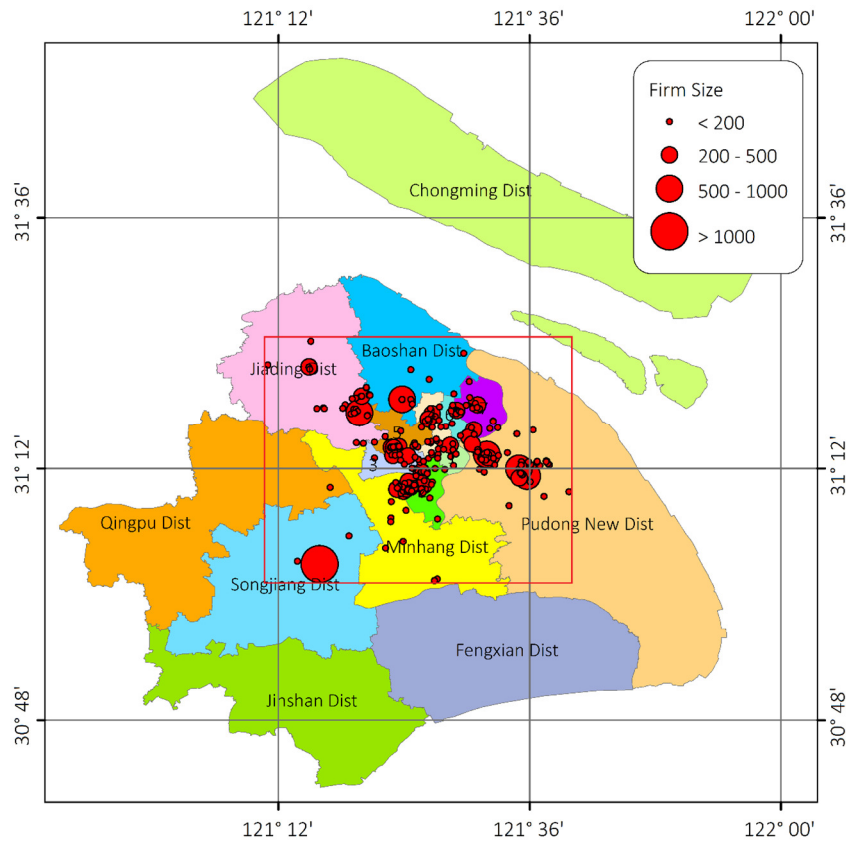 121° 12'
121° 36'
122° 00'
Firm Size
< 200
200 - 500
500 - 1000
> 1000
Chongming Dist
31° 36'
31° 36'
Baoshan Dist
Jiading Dist
31° 12'
31° 12'
3
Qingpu Dist
Pudong New Dist
Minhang Dist
Songjiang Dist
Fengxian Dist
Jinshan Dist
30° 48'
30° 48'
121° 12'
121° 36'
122° 00'